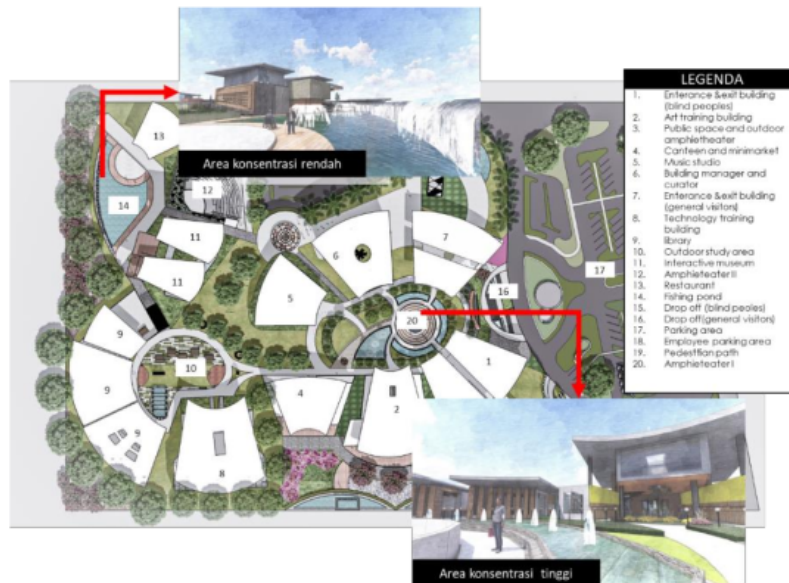 Area konsentrasi rendah
LEGENDA
1. Enterance &exit building
(blind peoples)
2. Art training building
3. Public space and outdoor
amphietheater
4. Canteen and minimarket
5. Music studio
6. Building manager and
curator
7. Enterance &exit building
(general visitors)
8. Technology training
building
9. library
10. Outdoor study area
11. Interactive museum
12. Amphieteater II
13. Restaurant
14. Fishing pond
15. Drop off (blind peoples)
16. Drop off(general visitors)
17. Parking area
18. Employee parking area
19. Pedesttian path
20. Amphieteater I
13
12
14
11
11
7
6
17
16
5
20
9
10
1
9
4
2
9
8
Area konsentrasi tinggi